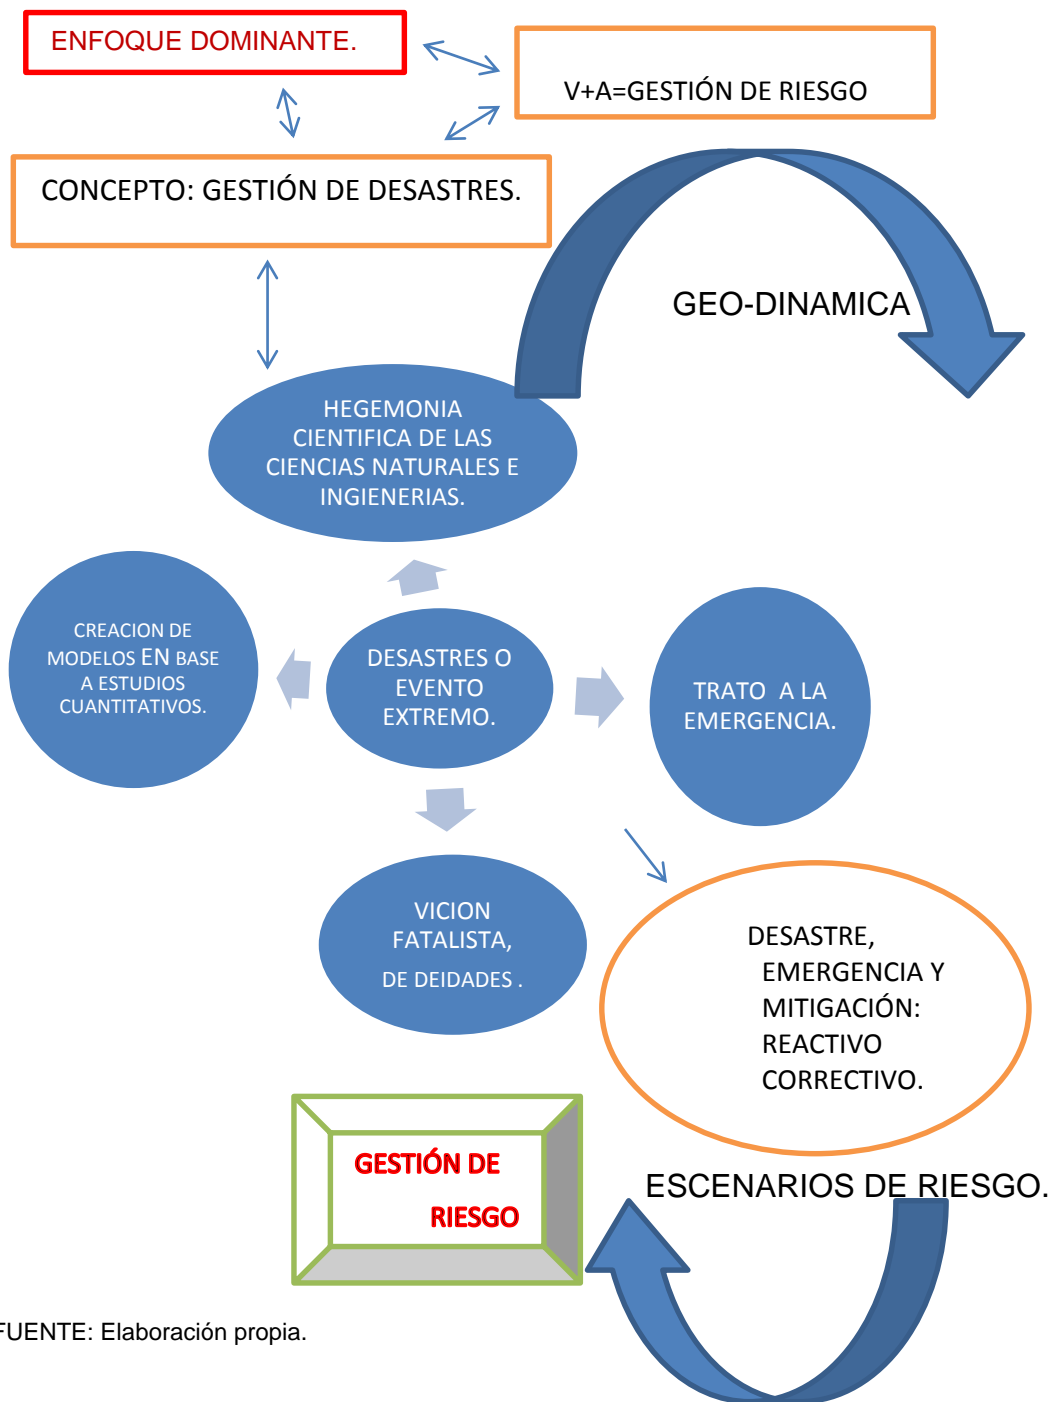 ENFOQUE DOMINANTE.
V+A=GESTIÓN DE RIESGO
CONCEPTO: GESTIÓN DE DESASTRES.
GEO-DINAMICA
HEGEMONIA
CIENTIFICA DE LAS
CIENCIAS NATURALES E
INGIENERIAS.
CREACION DE
MODELOS EN BASE
A ESTUDIOS
CUANTITATIVOS.
DESASTRES O
EVENTO
EXTREMO.
TRATO A LA
EMERGENCIA.
VICION
FATALISTA,
DE DEIDADES .
DESASTRE,
EMERGENCIA Y
MITIGACIÓN:
REACTIVO
CORRECTIVO.
GESTIÓN DE
RIESGO
ESCENARIOS DE RIESGO.
FUENTE: Elaboración propia.